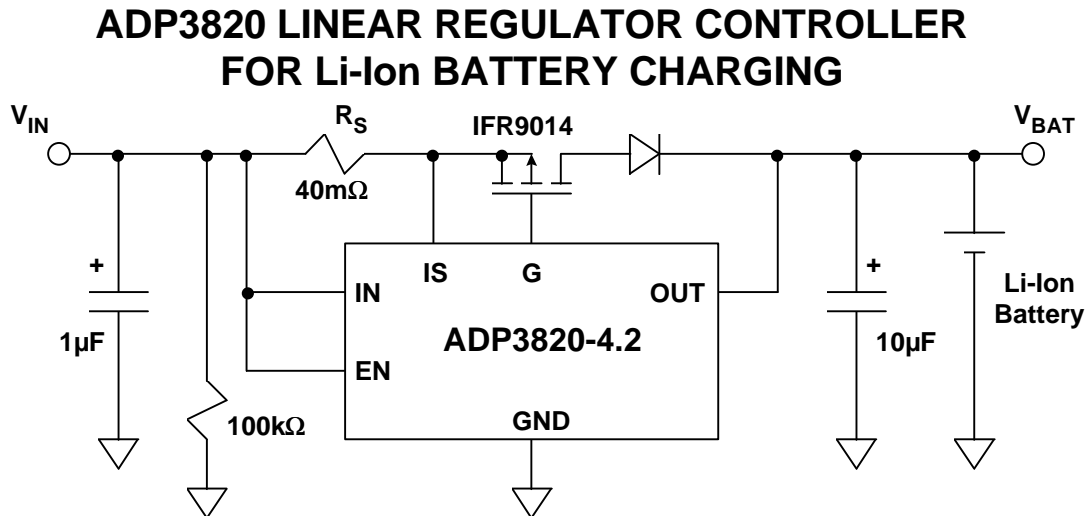 ADP3820 LINEAR REGULATOR CONTROLLER
FOR Li-Ion BATTERY CHARGING
VIN
RS
IFR9014
VBAT
40mΩ
+
1µF
100kΩ
IS
G
IN
OUT
ADP3820-4.2
EN
GND
+
10µF
Li-Ion
Battery